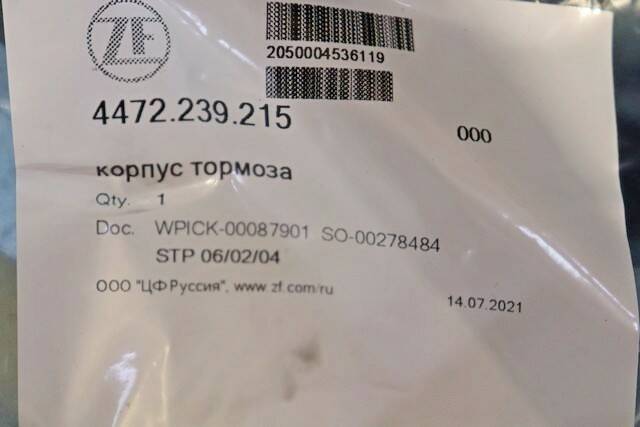 ZF
2050004536119
4472.239.215
000
корпус тормоза
Qty. 1
Doc. WPICK-00087901 SO-00278484
STP 06/02/04
ООО "ЦФ Руссия", www.zf.com/ru
14.07.2021